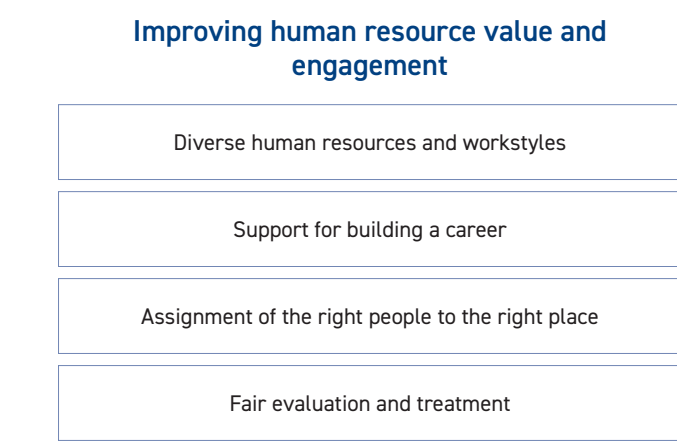 Improving human resource value and
engagement
Diverse human resources and workstyles
Support for building a career
Assignment of the right people to the right place
Fair evaluation and treatment